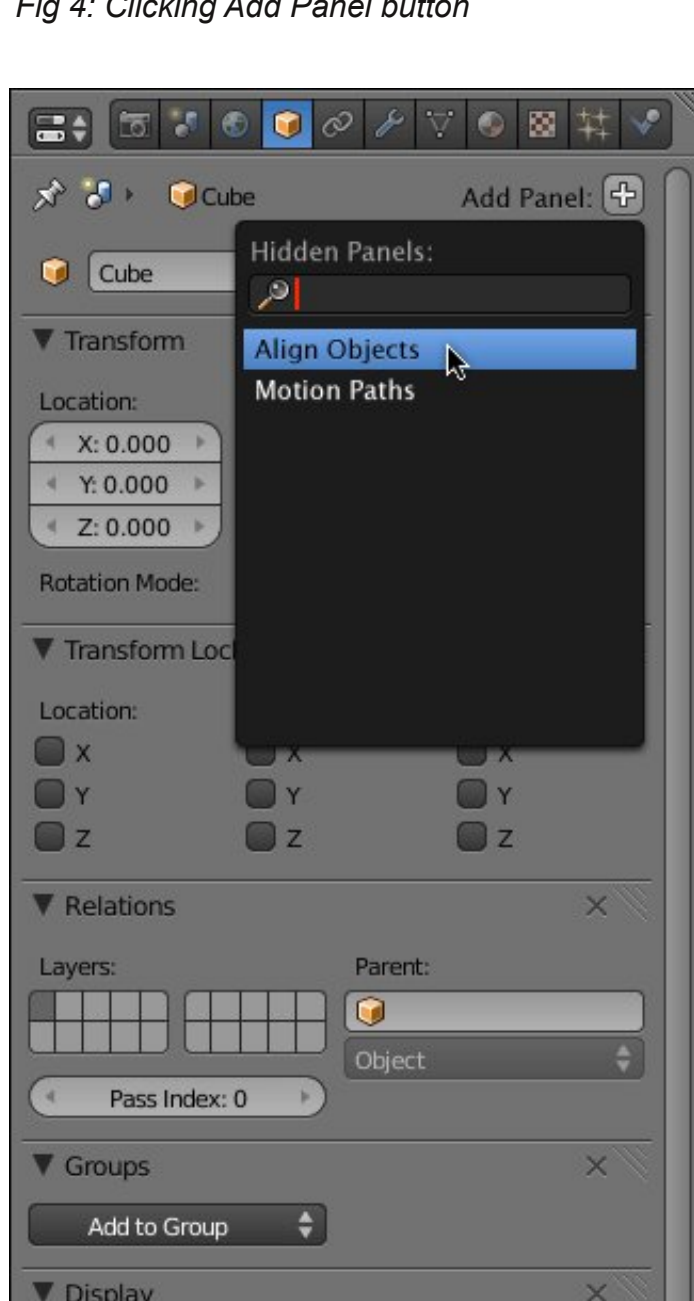 Fig 4: Clicking Add Panel button
Cube
Add Panel:
Hidden Panels:
Cube
Transform
Align Objects
Motion Paths
Location:
X: 0.000
Y: 0.000
Z: 0.000
Rotation Mode:
Transform Loc
Location:
X X X
Y Y Y
Z Z Z
Relations
Layers:
Parent:
Object
Pass Index: 0
Groups
Add to Group
Display